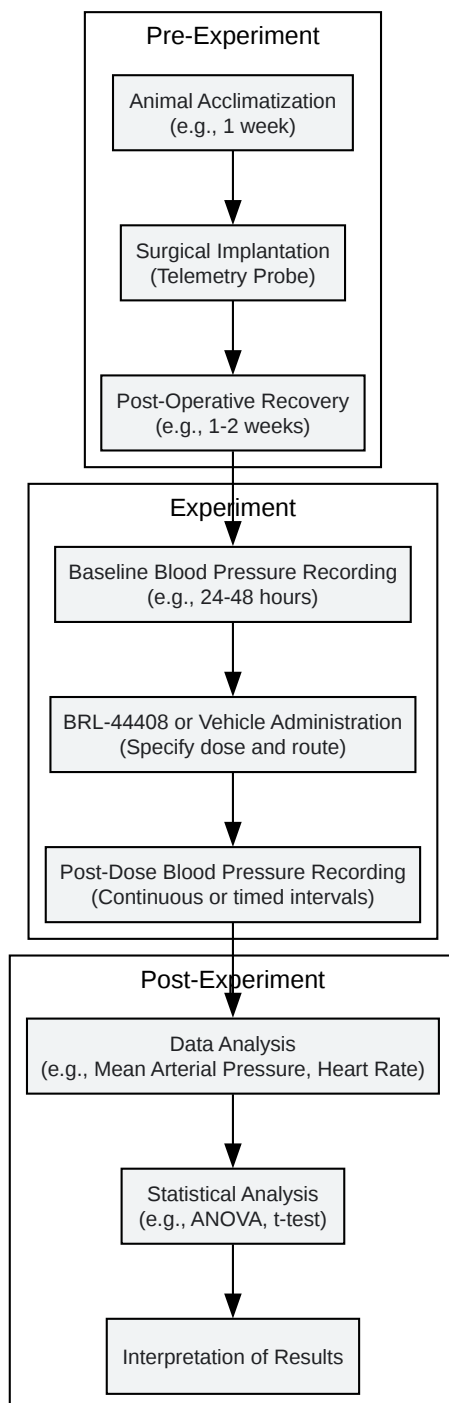 Pre-Experiment
Animal Acclimatization
(e.g., 1 week)
Surgical Implantation
(Telemetry Probe)
Post-Operative Recovery
(e.g., 1-2 weeks)
Experiment
Baseline Blood Pressure Recording
(e.g., 24-48 hours)
BRL-44408 or Vehicle Administration
(Specify dose and route)
Post-Dose Blood Pressure Recording
(Continuous or timed intervals)
Post-Experiment
Data Analysis
(e.g., Mean Arterial Pressure, Heart Rate)
Statistical Analysis
(e.g., ANOVA, t-test)
Interpretation of Results